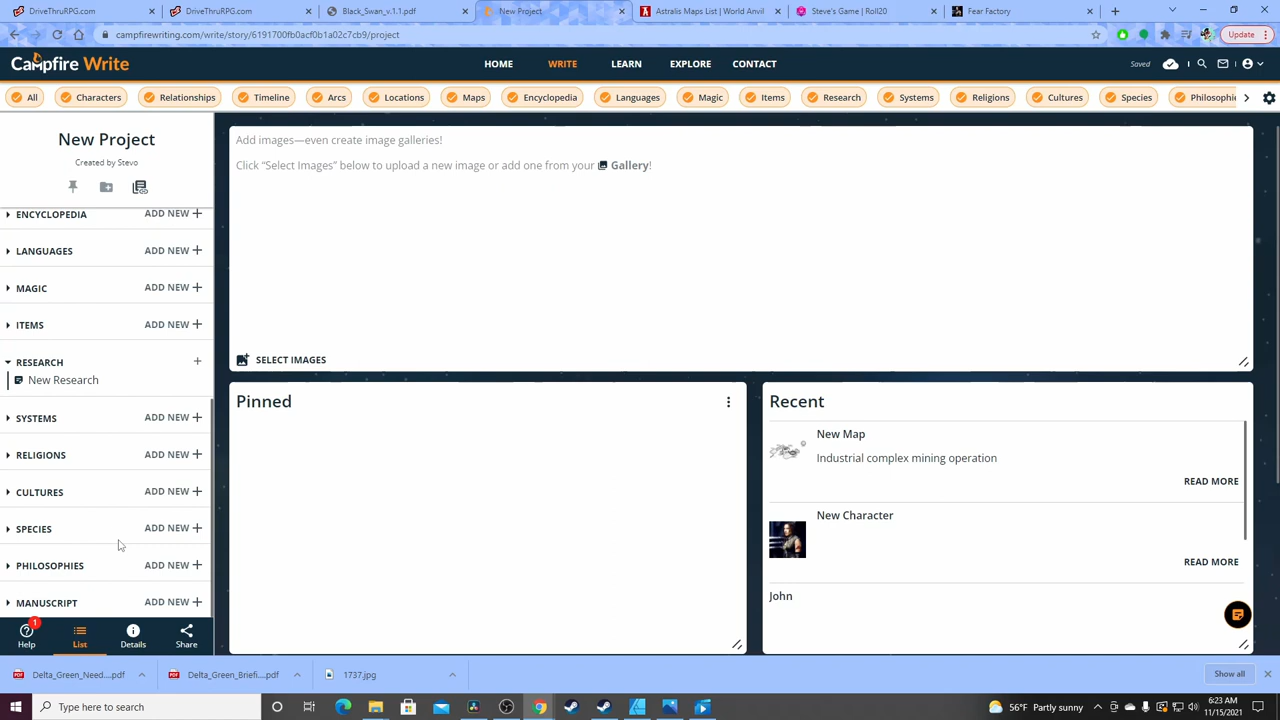 DriveThruRPG.com
DriveThruRPG.com
Black_Swan_v.1.1.pdf
New Project
Astralis Maps List | World Anvil
Steve's Game | Roll20
Fear Factory
campfirewriting.com/write/story/6191700fb0acf0b1a02c7cb9/project
Update
Campfire Write
HOME
WRITE
LEARN
EXPLORE
CONTACT
Saved
All
Characters
Relationships
Timeline
Arcs
Locations
Maps
Encyclopedia
Languages
Magic
Items
Research
Systems
Religions
Cultures
Species
Philosophie
New Project
Created by Stevo
ENCYCLOPEDIA ADD NEW +
LANGUAGES ADD NEW +
MAGIC ADD NEW +
ITEMS ADD NEW +
RESEARCH +
New Research
SYSTEMS ADD NEW +
RELIGIONS ADD NEW +
CULTURES ADD NEW +
SPECIES ADD NEW +
PHILOSOPHIES ADD NEW +
MANUSCRIPT ADD NEW +
1
Help
List
Details
Share
Add images—even create image galleries!
Click “Select Images” below to upload a new image or add one from your Gallery!
SELECT IMAGES
Pinned
Recent
New Map
Industrial complex mining operation
READ MORE
New Character
READ MORE
John
Delta_Green_Need....pdf
Delta_Green_Briefi....pdf
1737.jpg
Show all
Type here to search
56°F Partly sunny
6:23 AM
11/15/2021